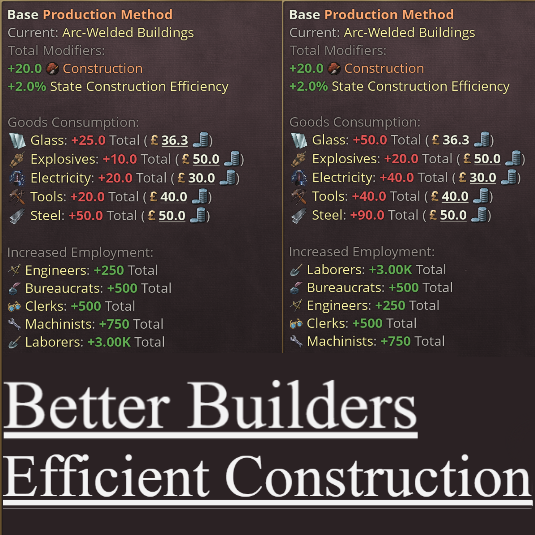 Base Production Method
Current: Arc-Welded Buildings
Total Modifiers:
+20.0 Construction
+2.0% State Construction Efficiency
Goods Consumption:
Glass: +25.0 Total ( £ 36.3 )
Explosives: +10.0 Total ( £ 50.0 )
Electricity: +20.0 Total ( £ 30.0 )
Tools: +20.0 Total ( £ 40.0 )
Steel: +50.0 Total ( £ 50.0 )
Increased Employment:
Engineers: +250 Total
Bureaucrats: +500 Total
Clerks: +500 Total
Machinists: +750 Total
Laborers: +3.00K Total
Base Production Method
Current: Arc-Welded Buildings
Total Modifiers:
+20.0 Construction
+2.0% State Construction Efficiency
Goods Consumption:
Glass: +50.0 Total ( £ 36.3 )
Explosives: +20.0 Total ( £ 50.0 )
Electricity: +40.0 Total ( £ 30.0 )
Tools: +40.0 Total ( £ 40.0 )
Steel: +90.0 Total ( £ 50.0 )
Increased Employment:
Laborers: +3.00K Total
Bureaucrats: +500 Total
Engineers: +250 Total
Clerks: +500 Total
Machinists: +750 Total
Better Builders
Efficient Construction